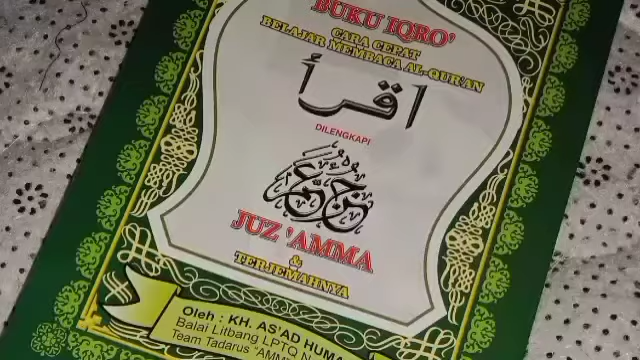 BUKU IQRO'
CARA CEPAT
BELAJAR MEMBACA AL-QUR'AN
اقرأ
DILENGKAPI
جزء عم
JUZ 'AMMA
&
TERJEMAHNYA
Oleh : KH. AS'AD HUMA
Balai Litbang LPTQ N
Team Tadarus "AMM